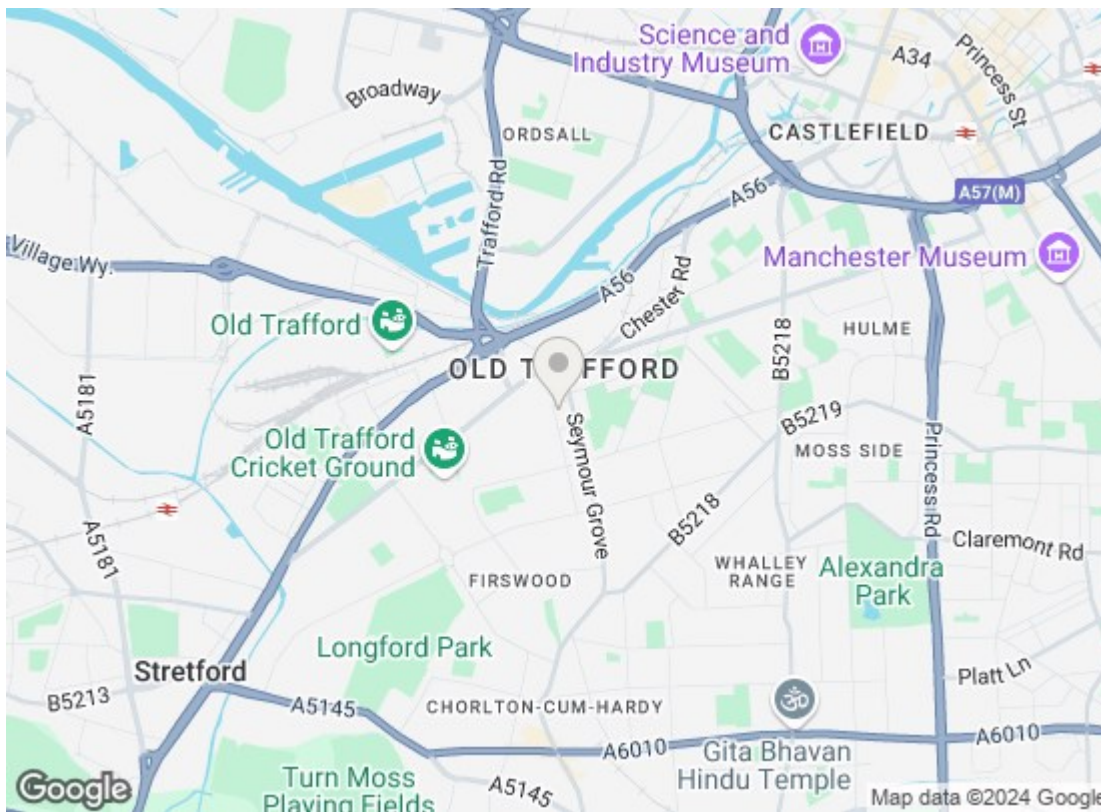 Science and
Industry Museum
A34
Princess St
Broadway
ORDSALL
CASTLEFIELD
Trafford Rd
A56
A57(M)
Village Wy.
Manchester Museum
A56
Chester Rd
Old Trafford
B5218
HULME
OLD T FFORD
A5181
B5219
Old Trafford
Cricket Ground
Seymour Grove
MOSS SIDE
Princess Rd
B5218
A5181
Claremont Rd
FIRSWOOD
WHALLEY
RANGE
Alexandra
Park
Longford Park
Stretford
Platt Ln
B5213
A5145
CHORLTON-CUM-HARDY
A6010
A6010
Gita Bhavan
Hindu Temple
Turn Moss
Playing Fields
A5145
Google
Map data ©2024 Google